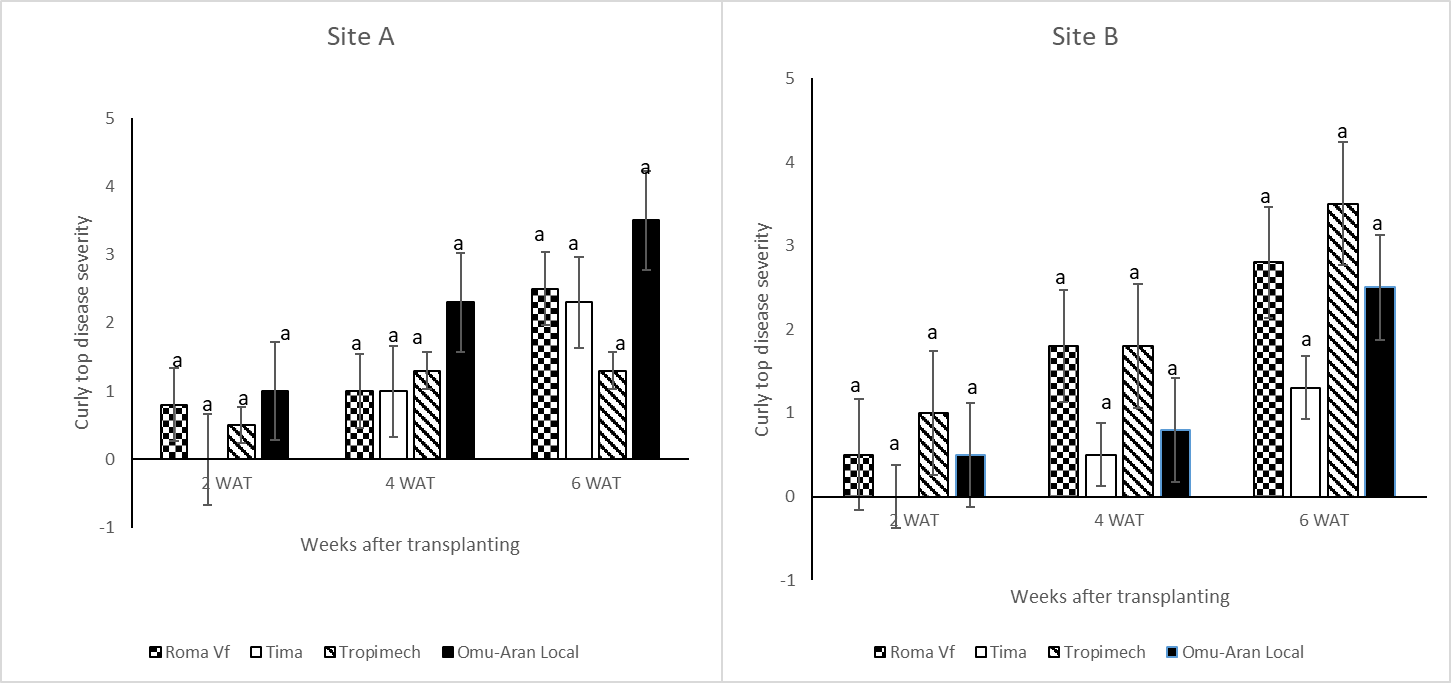 Site A
5
4
3
2
1
0
-1
Curly top disease severity
a
a
a
a
a
a
a
a
a
a
a
a
2 WAT
4 WAT
6 WAT
Weeks after transplanting
Roma Vf Tima Tropimech Omu-Aran Local
Site B
5
4
3
2
1
0
-1
Curly top disease severity
a
a
a
a
a
a
a
a
a
a
a
a
2 WAT
4 WAT
6 WAT
Weeks after transplanting
Roma Vf Tima Tropimech Omu-Aran Local